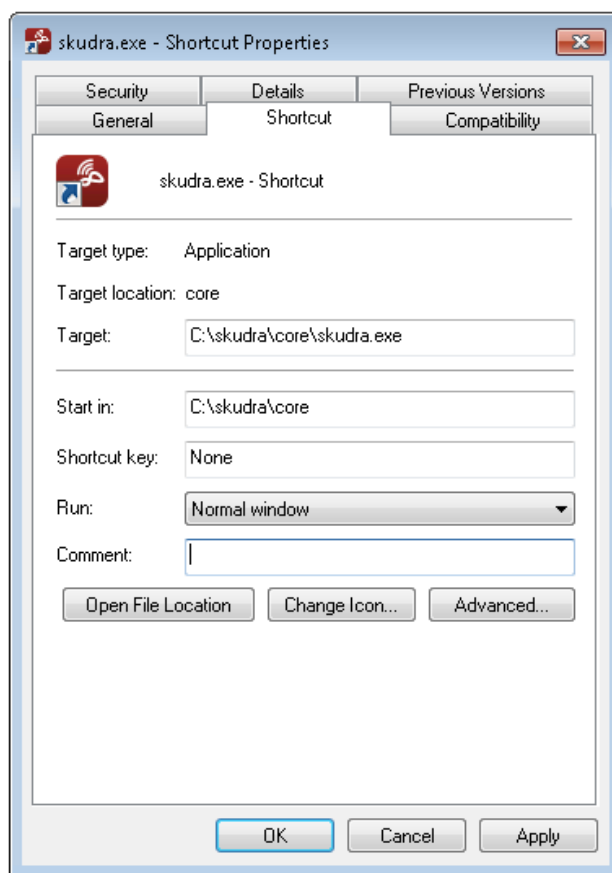 skudra.exe - Shortcut Properties
Security Details Previous Versions
General Shortcut Compatibility
skudra.exe - Shortcut
Target type: Application
Target location: core
Target: C:\skudra\core\skudra.exe
Start in: C:\skudra\core
Shortcut key: None
Run: Normal window
Comment:
Open File Location Change Icon... Advanced...
OK Cancel Apply